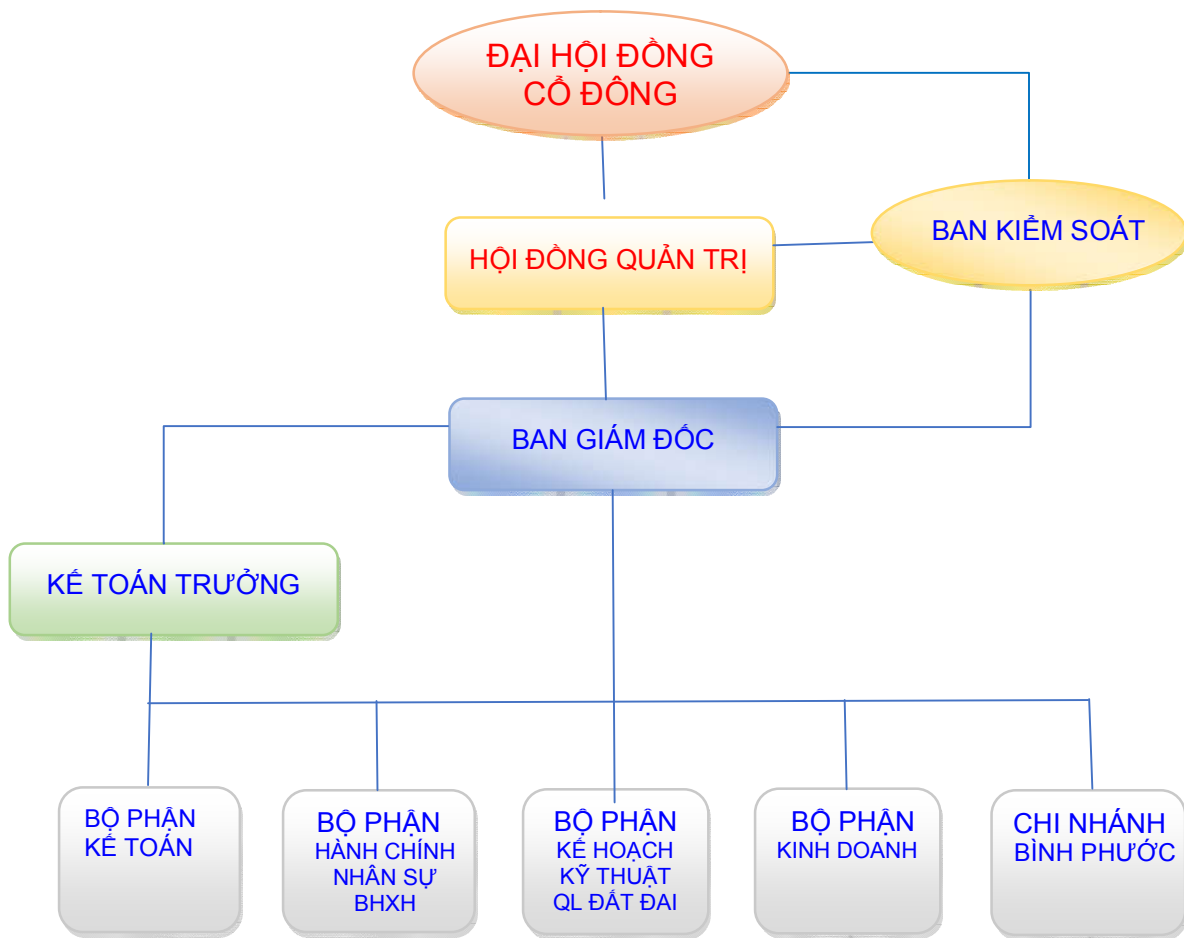 ĐẠI HỘI ĐỒNG
CỔ ĐÔNG
BAN KIỂM SOÁT
HỘI ĐỒNG QUẢN TRỊ
BAN GIÁM ĐỐC
KẾ TOÁN TRƯỞNG
BỘ PHẬN
KẾ TOÁN
BỘ PHẬN
HÀNH CHÍNH
NHÂN SỰ
BHXH
BỘ PHẬN
KẾ HOẠCH
KỸ THUẬT
QL ĐẤT ĐAI
BỘ PHẬN
KINH DOANH
CHI NHÁNH
BÌNH PHƯỚC